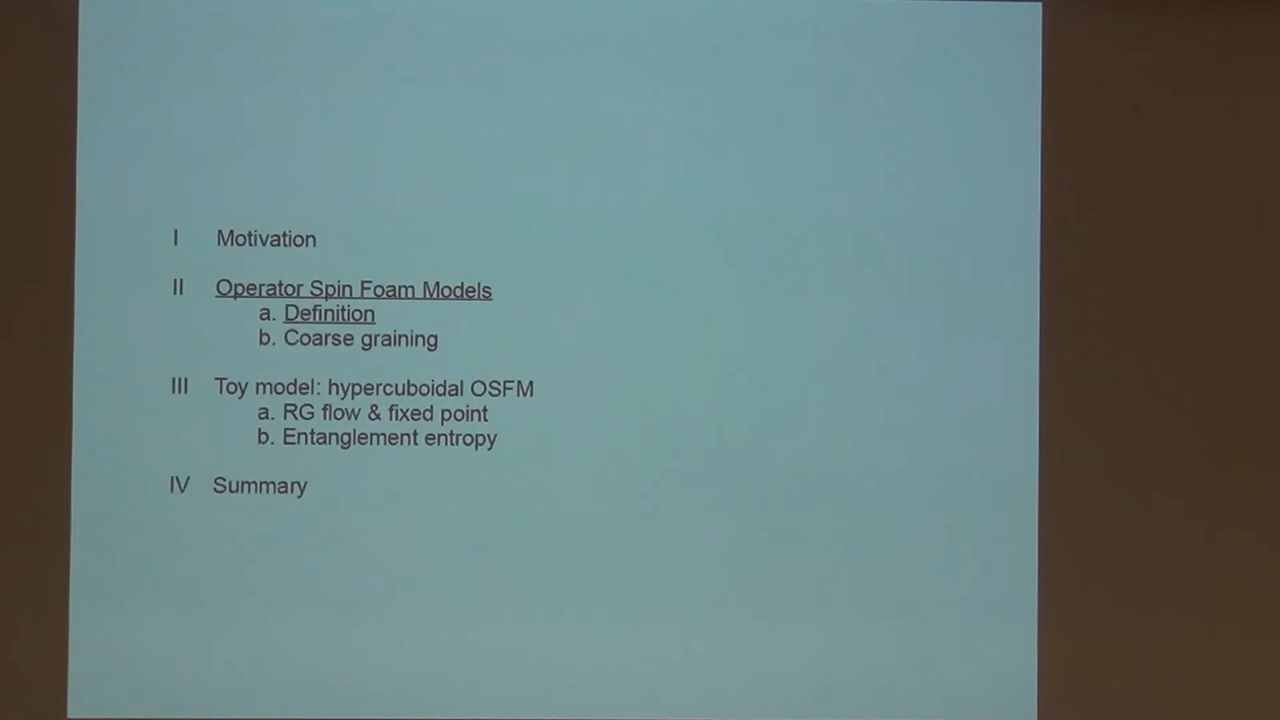 I Motivation
II Operator Spin Foam Models
a. Definition
b. Coarse graining
III Toy model: hypercuboidal OSFM
a. RG flow & fixed point
b. Entanglement entropy
IV Summary